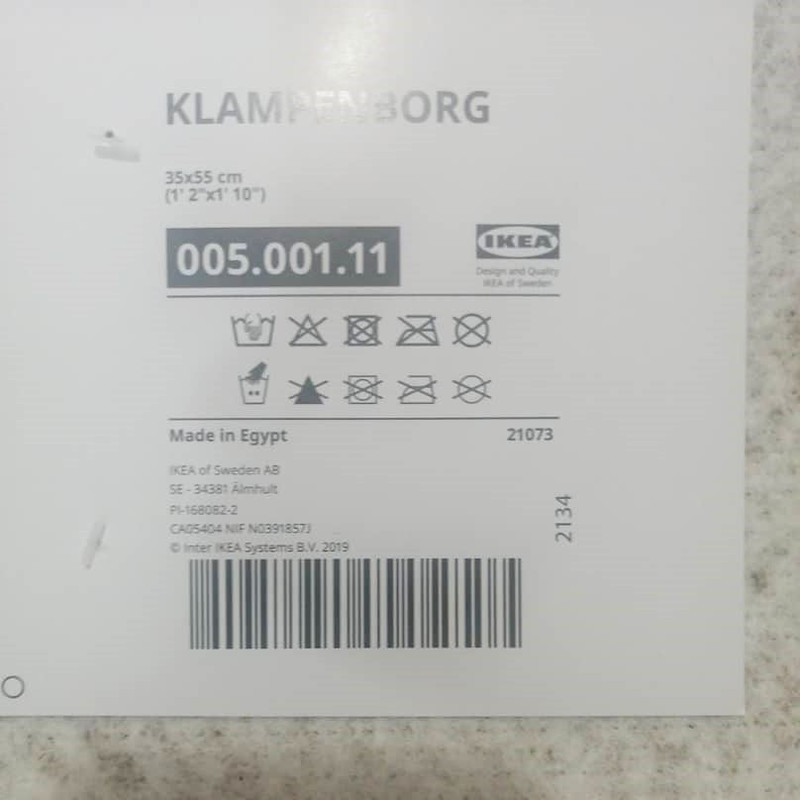 KLAMPENBORG
35x55 cm
(1' 2"x1' 10")
005.001.11
IKEA
Design and Quality
IKEA of Sweden
Made in Egypt
21073
IKEA of Sweden AB
SE - 34381 Älmhult
PI-168082-2
CA05404 NIF N0391857J
© Inter IKEA Systems B.V. 2019
2134